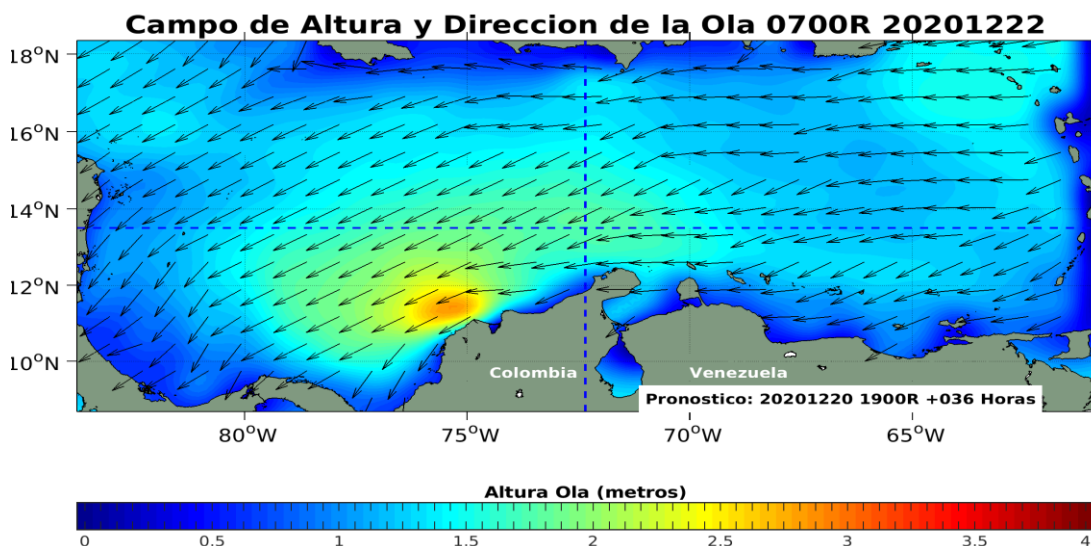 Campo de Altura y Direccion de la Ola 0700R 20201222
18°N
16°N
14°N
12°N
10°N
Colombia
Venezuela
Pronostico: 20201220 1900R +036 Horas
80°W
75°W
70°W
65°W
Altura Ola (metros)
0 0.5 1 1.5 2 2.5 3 3.5 4